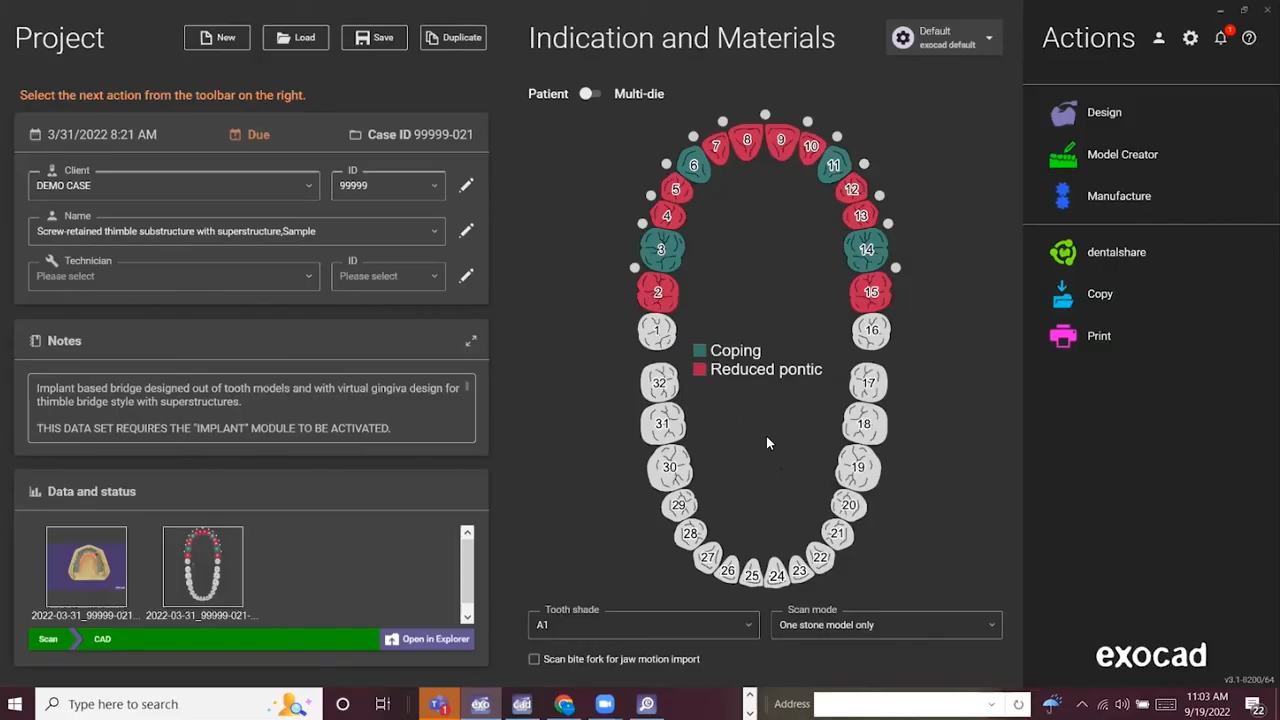 Project
New
Load
Save
Duplicate
Select the next action from the toolbar on the right.
3/31/2022 8:21 AM
Due
Case ID 99999-021
Client
DEMO CASE
ID
99999
Name
Screw-retained thimble substructure with superstructure,Sample
Technician
Please select
ID
Please select
Notes
Implant based bridge designed out of tooth models and with virtual gingiva design for
thimble bridge style with superstructures.
THIS DATA SET REQUIRES THE "IMPLANT" MODULE TO BE ACTIVATED.
Data and status
2022-03-31_99999-021
2022-03-31_99999-021-...
Scan
CAD
Open in Explorer
Indication and Materials
Default
exocad default
Patient
Multi-die
1
2
3
4
5
6
7
8
9
10
11
12
13
14
15
16
Coping
Reduced pontic
32
31
30
29
28
27
26
25
24
23
22
21
20
19
18
17
Tooth shade
A1
Scan mode
One stone model only
Scan bite fork for jaw motion import
Actions
1
Design
Model Creator
Manufacture
dentalshare
Copy
Print
exocad
v3.1-8200/64
Type here to search
exo
cad
Address
11:03 AM
9/19/2022
22